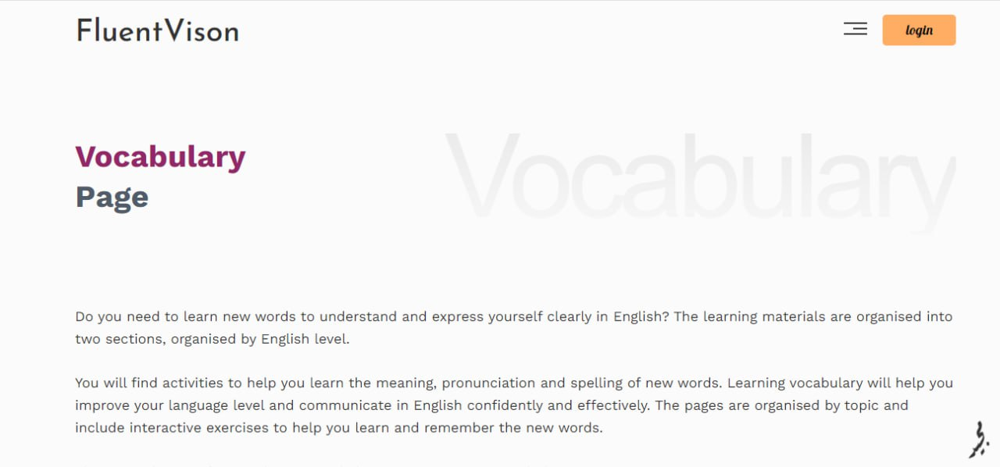 FluentVison
login
Vocabulary
Vocabulary
Page
Do you need to learn new words to understand and express yourself clearly in English? The learning materials are organised into
two sections, organised by English level.
You will find activities to help you learn the meaning, pronunciation and spelling of new words. Learning vocabulary will help you
improve your language level and communicate in English confidently and effectively. The pages are organised by topic and
include interactive exercises to help you learn and remember the new words.